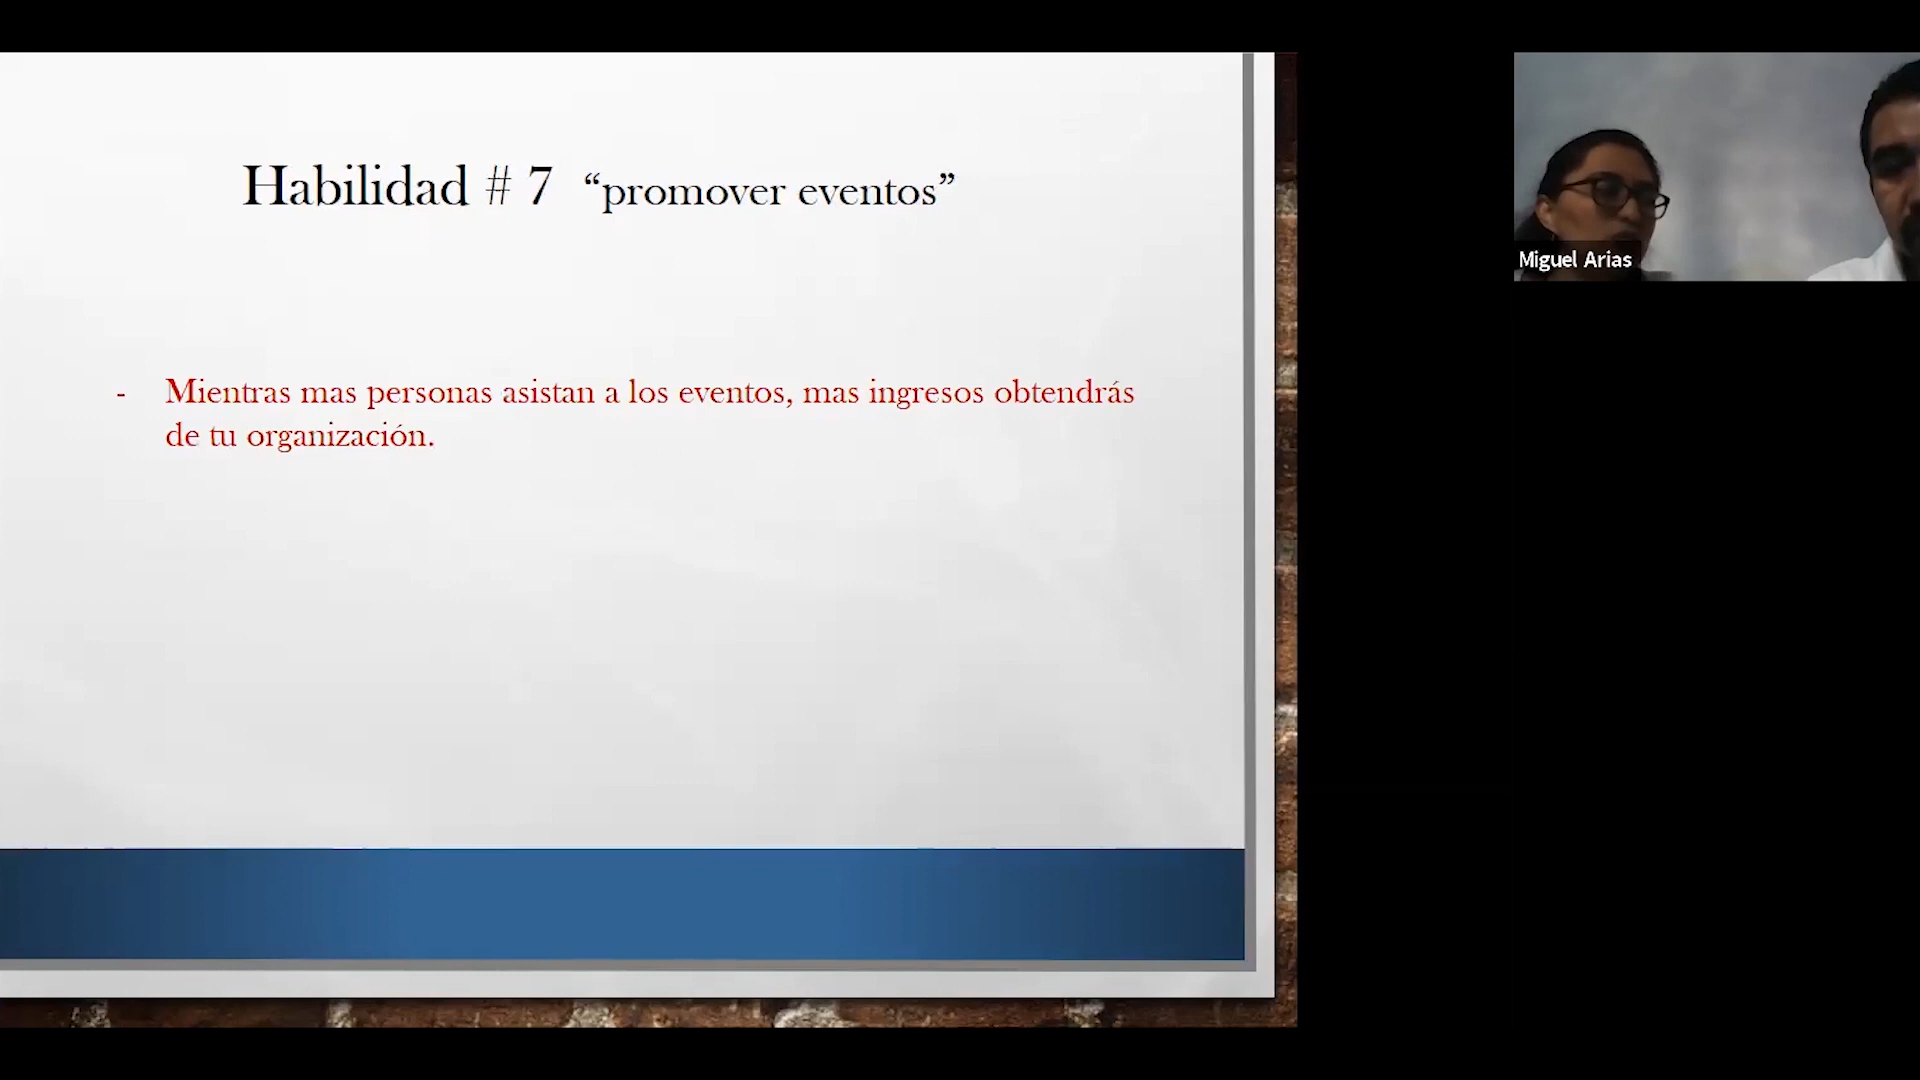 Habilidad # 7 “promover eventos”
- Mientras mas personas asistan a los eventos, mas ingresos obtendrás
de tu organización.
Miguel Arias